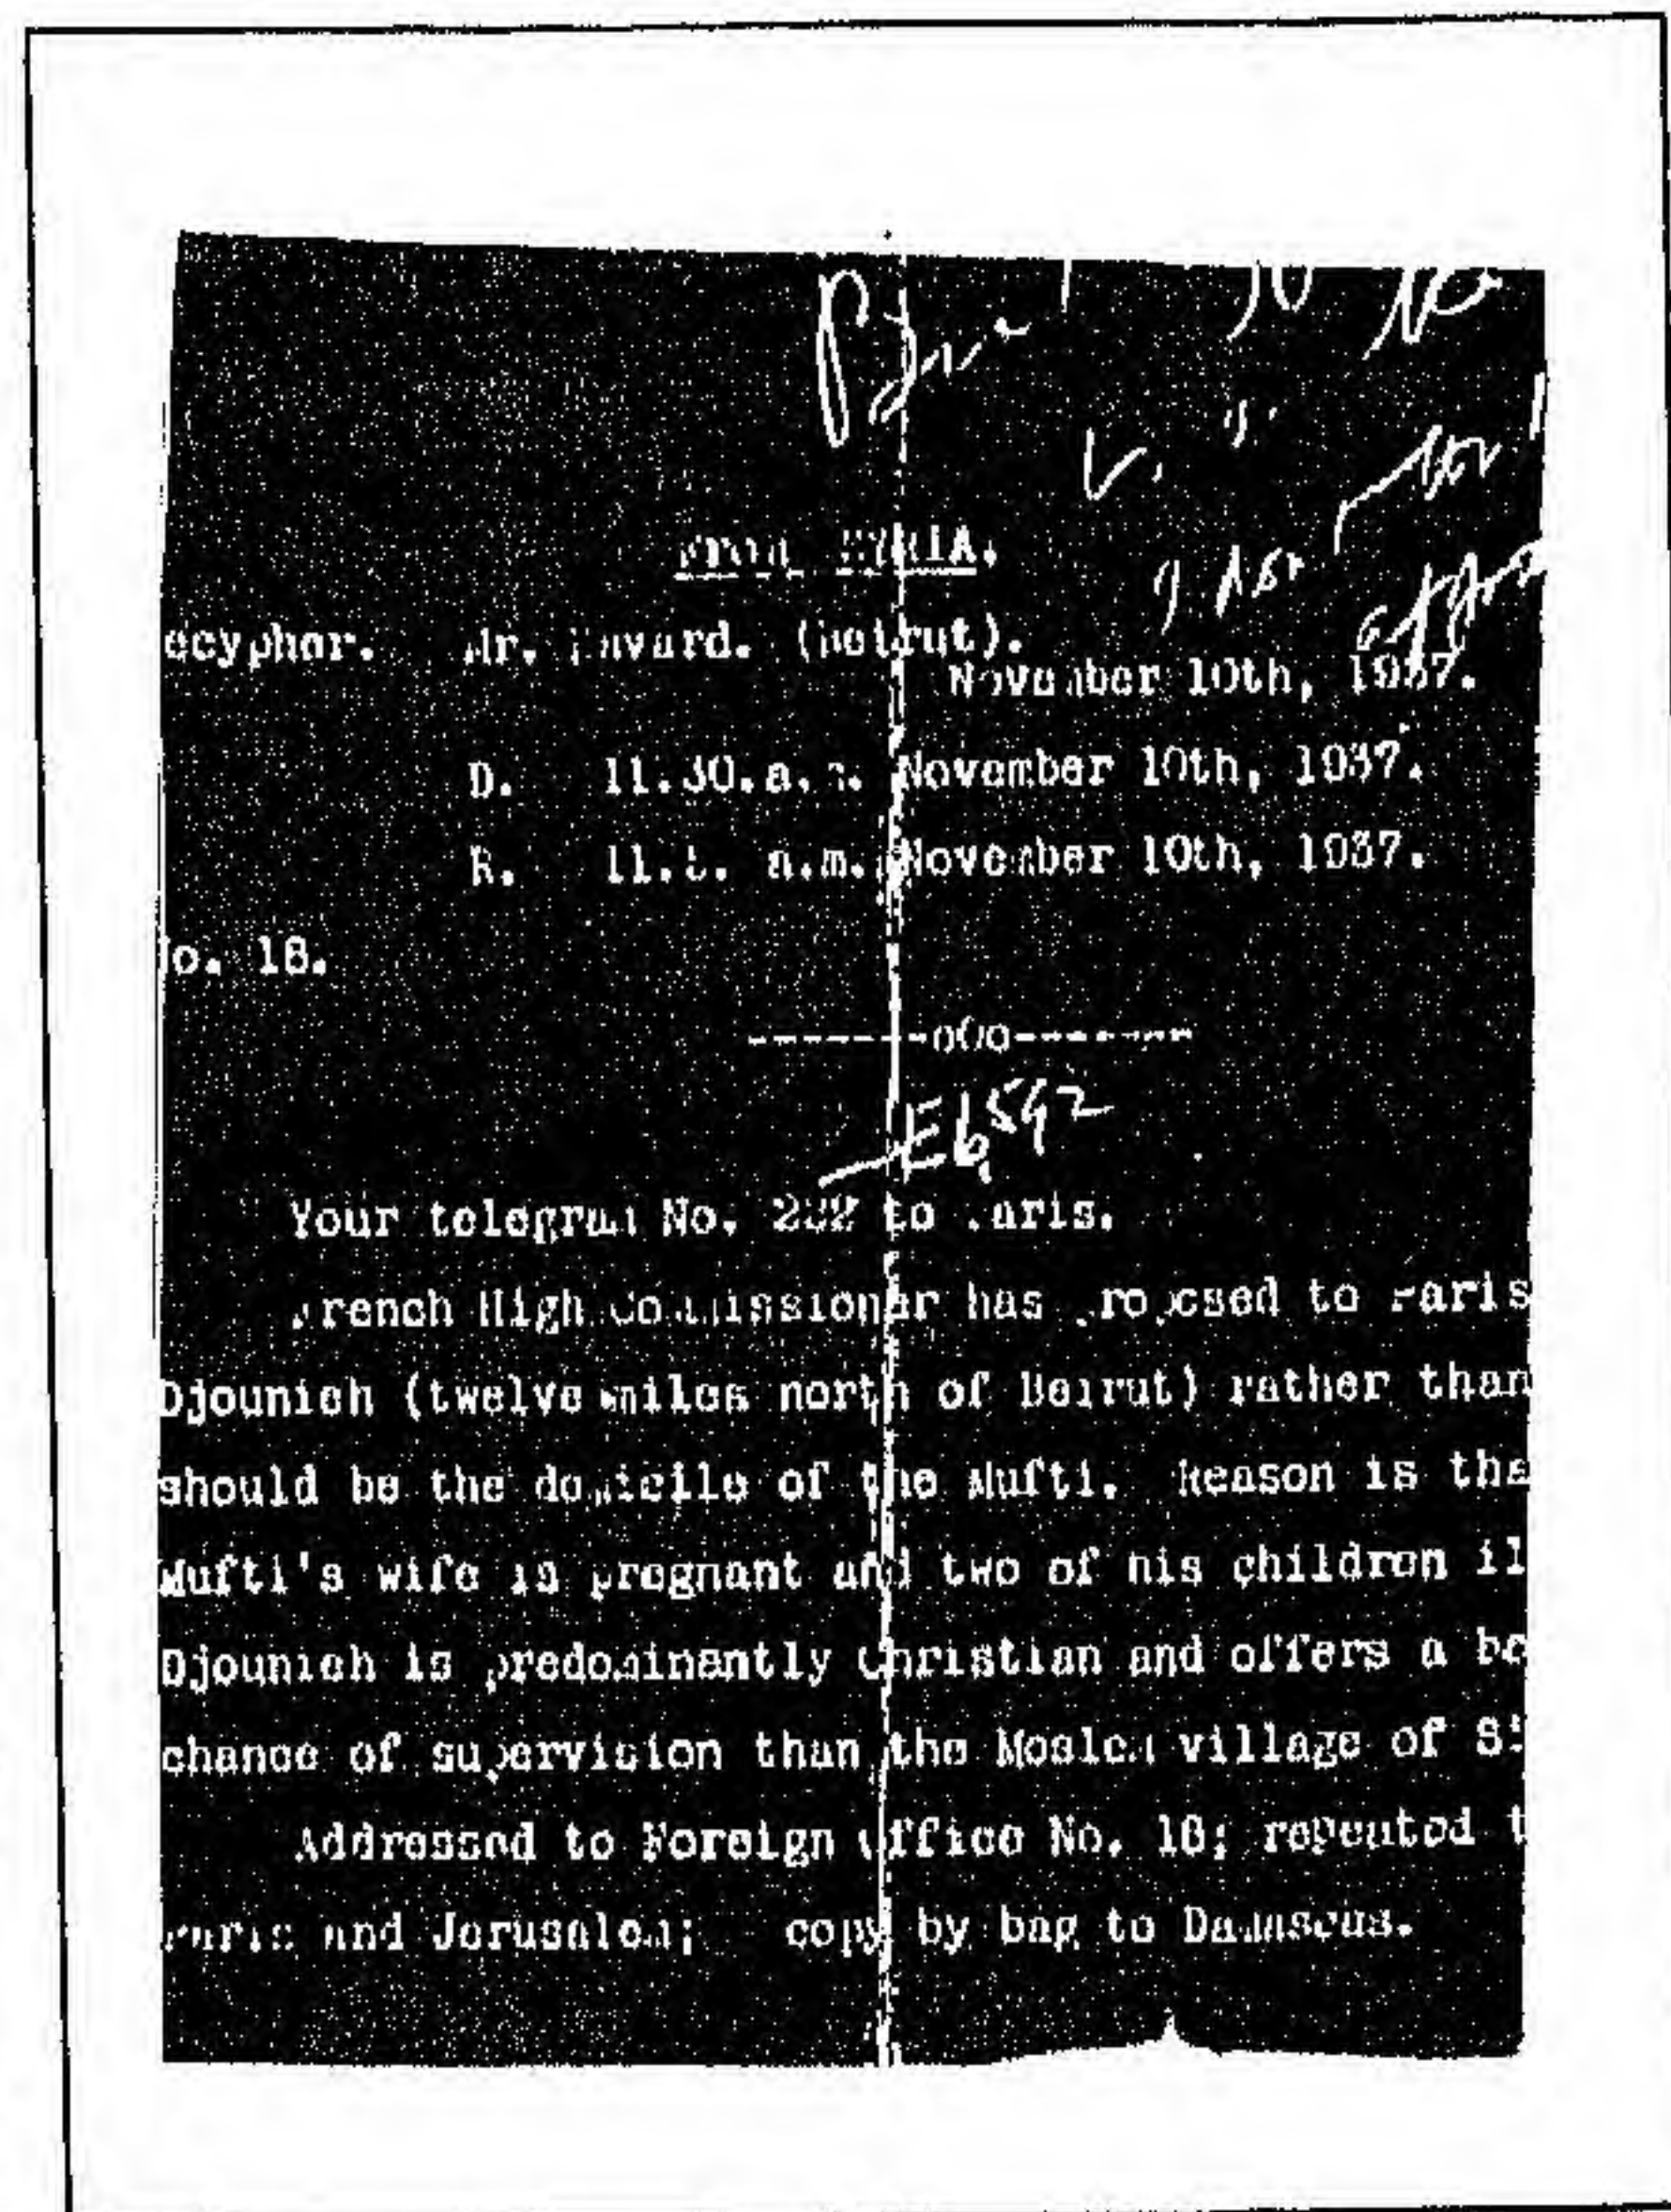 FROM SYRIA.
ecypher. Mr. Havard. (Beirut).
November 10th, 1937.
D. 11.30.a.m. November 10th, 1937.
R. a.m. November 10th, 1937.
No. 18.
--------o0o--------
E6592
Your telegram No. to Paris.
French High Commissioner has proposed to Paris
Djounieh (twelve miles north of Beirut) rather than
should be the domicile of the Mufti. Reason is tha
Mufti's wife is pregnant and two of his children il
Djounieh is predominantly Christian and offers a be
chance of supervision than the Moslem village of
Addressed to Foreign Office No. 18; repeated t
Paris and Jerusalem; copy by bag to Damascus.